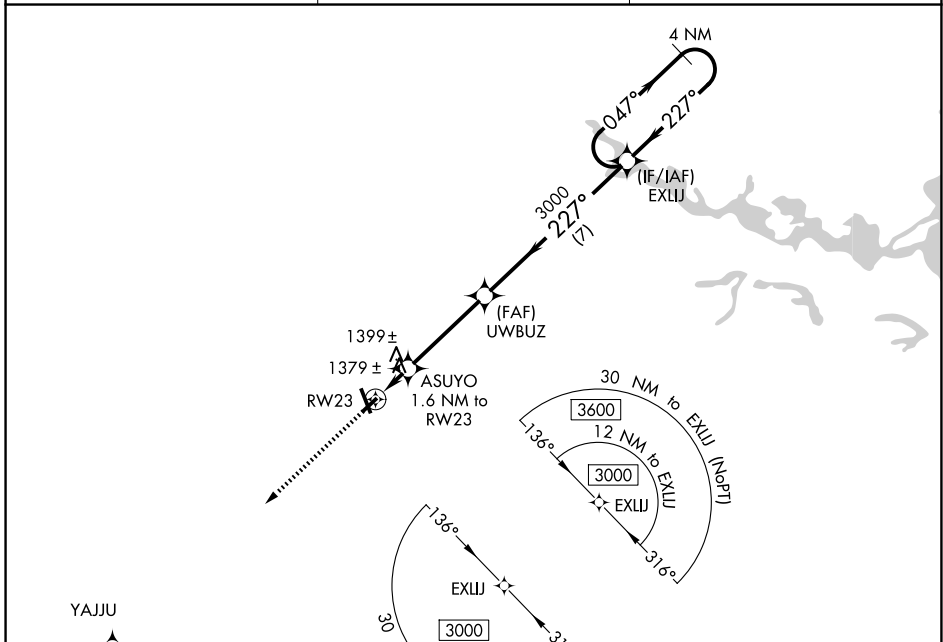 4 NM
047°
227°
(IF/IAF)
EXLIJ
3000
227°
(7)
(FAF)
UWBUZ
1399±
1379 ±
ASUYO
1.6 NM to
RW23
RW23
30 NM to EXLIJ (NoPT)
3600
136°
12 NM to EXLIJ
3000
EXLIJ
316°
136°
EXLIJ
30
3000
YAJJU